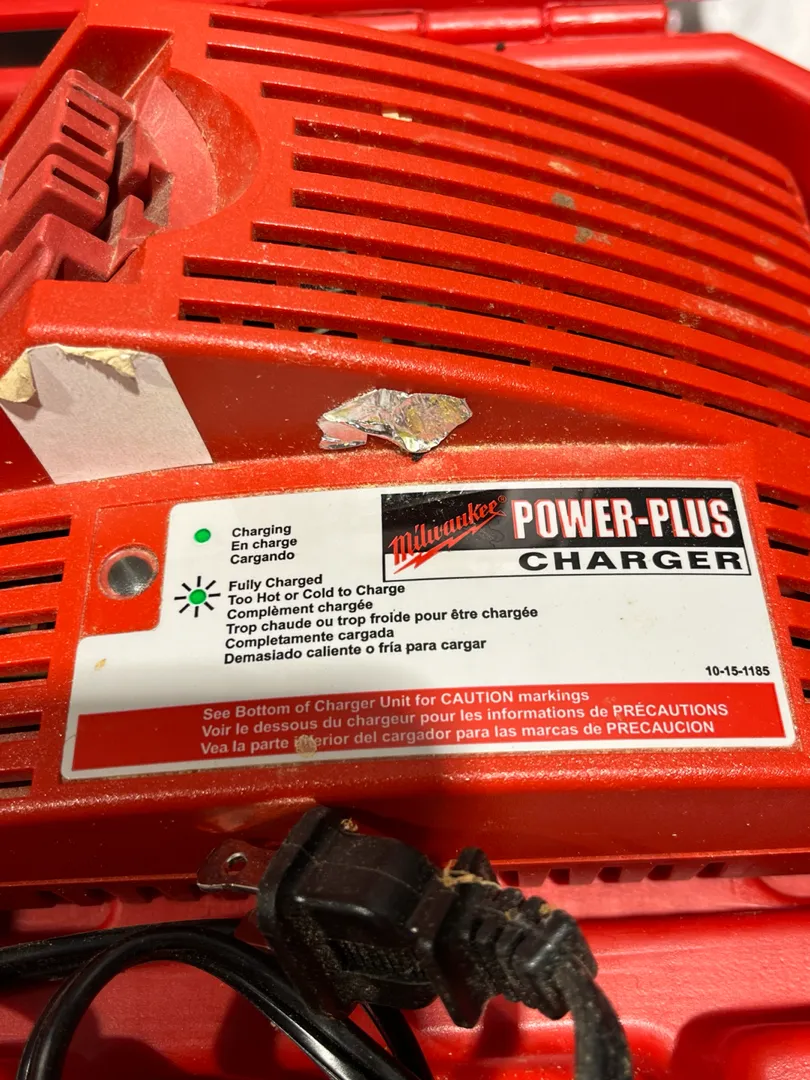 Charging
En charge
Cargando
Fully Charged
Too Hot or Cold to Charge
Complèment chargée
Trop chaude ou trop froide pour être chargée
Completamente cargada
Demasiado caliente o fría para cargar
Milwaukee®
POWER-PLUS
CHARGER
10-15-1185
See Bottom of Charger Unit for CAUTION markings
Voir le dessous du chargeur pour les informations de PRÉCAUTIONS
Vea la parte inferior del cargador para las marcas de PRECAUCION